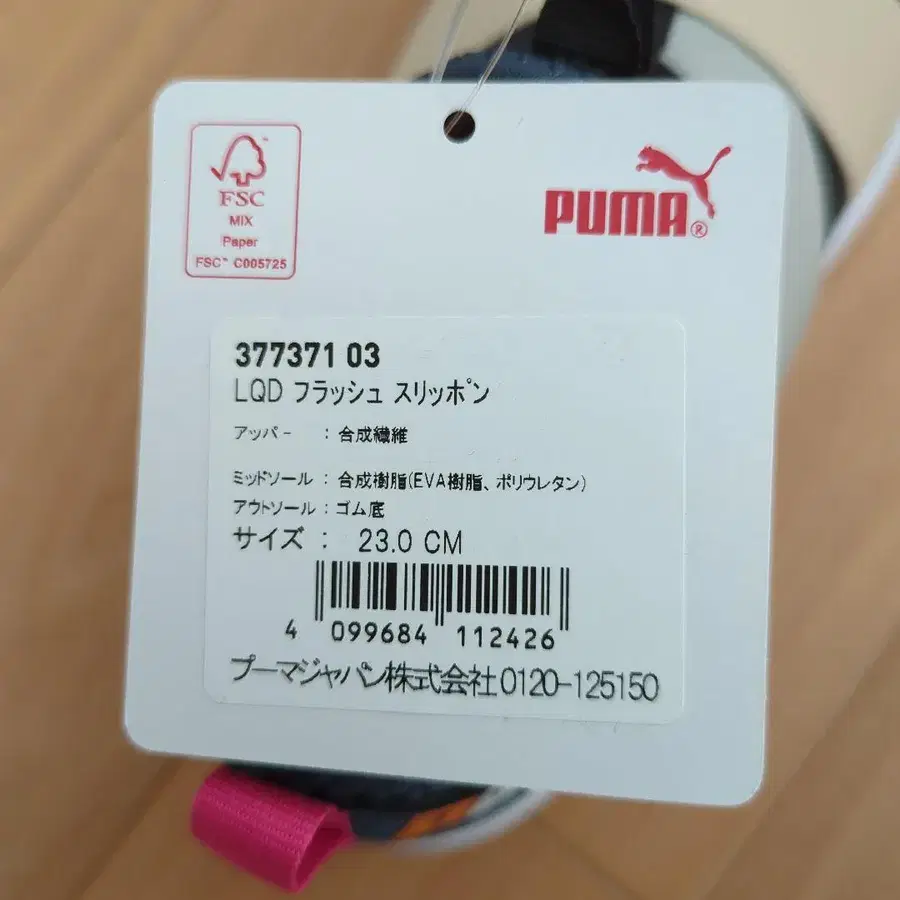 FSC
MIX
Paper
FSC™ C005725
PUMA®
377371 03
LQD フラッシュ スリッポン
アッパー : 合成繊維
ミッドソール : 合成樹脂(EVA樹脂、ポリウレタン)
アウトソール : ゴム底
サイズ : 23.0 CM
4 099684 112426
プーマジャパン株式会社0120-125150